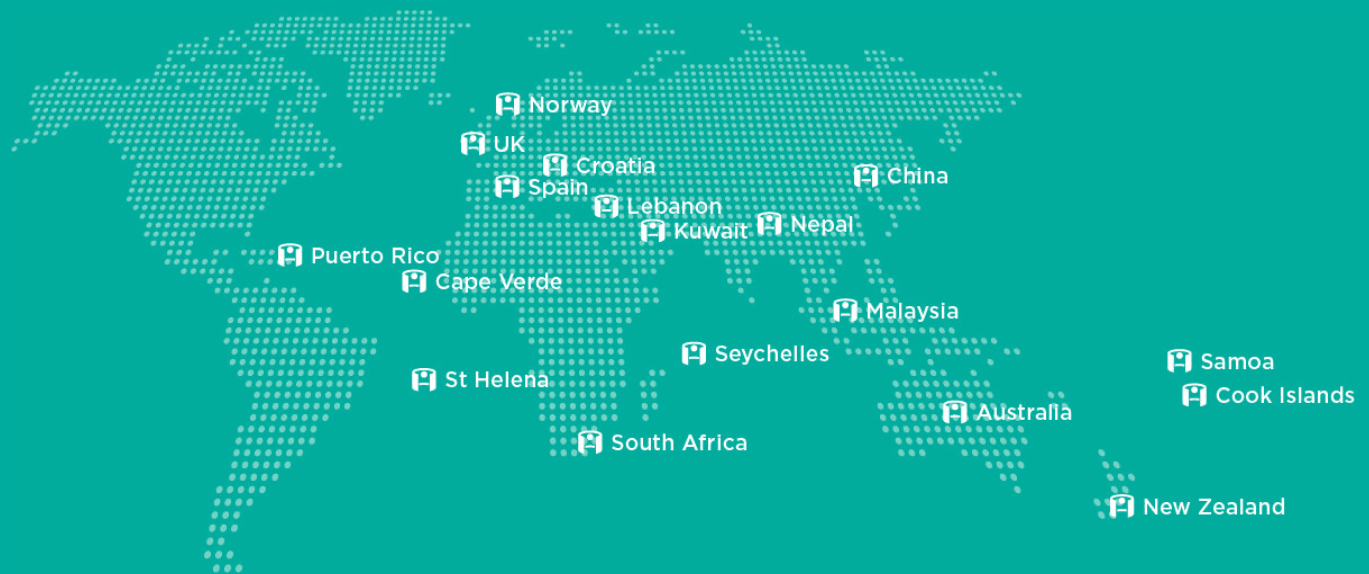 Norway
UK
Croatia
China
Spain
Lebanon
Nepal
Kuwait
Puerto Rico
Cape Verde
Malaysia
Seychelles
Samoa
St Helena
Cook Islands
Australia
South Africa
New Zealand